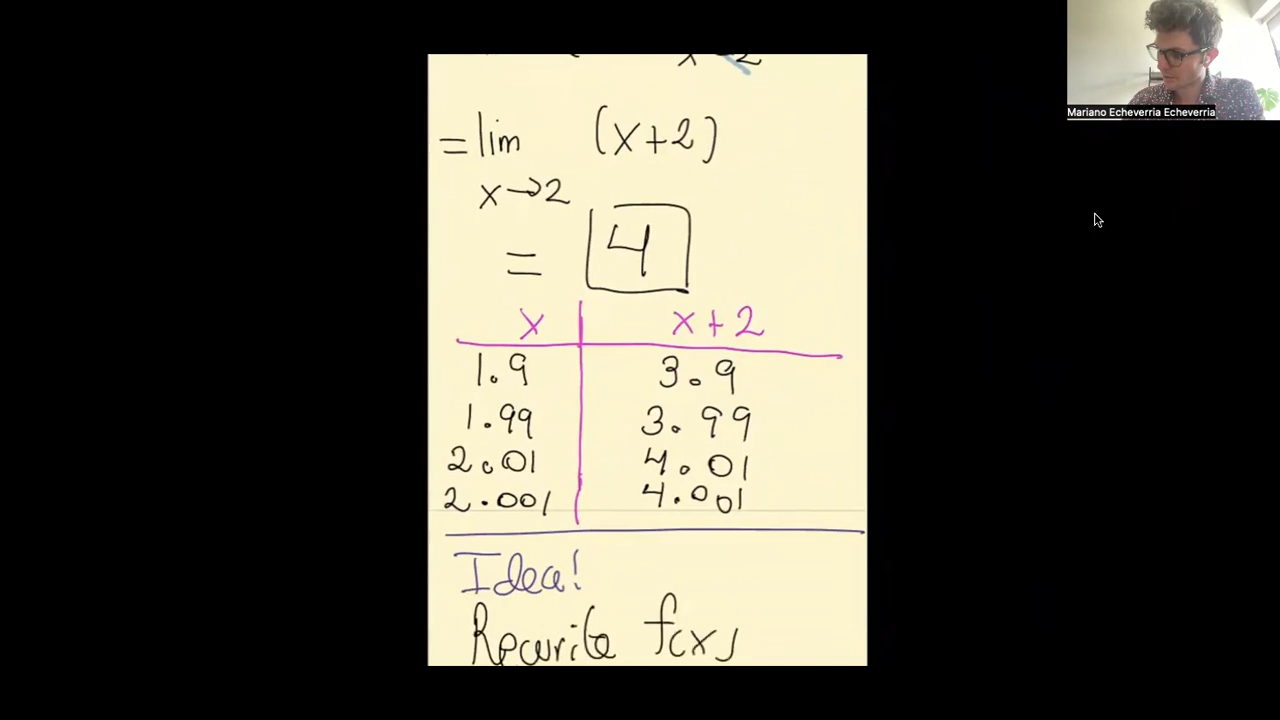 Mariano Echeverria Echeverria
x→2
= lim (x+2)
x→2
= 4
x | x+2
1.9 3.9
1.99 3.99
2.01 4.01
2.001 4.001
Idea!
Rewrite f(x)